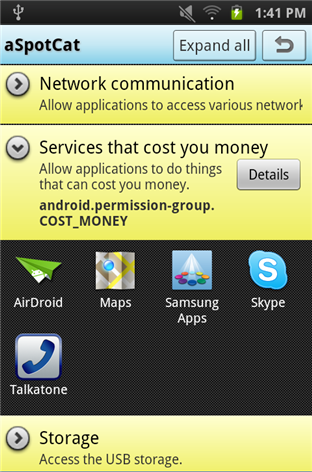 1:41 PM
aSpotCat
Expand all
Network communication
Allow applications to access various network
Services that cost you money
Allow applications to do things
that can cost you money.
Details
android.permission-group.
COST_MONEY
AirDroid
Maps
Samsung
Apps
Skype
Talkatone
Storage
Access the USB storage.